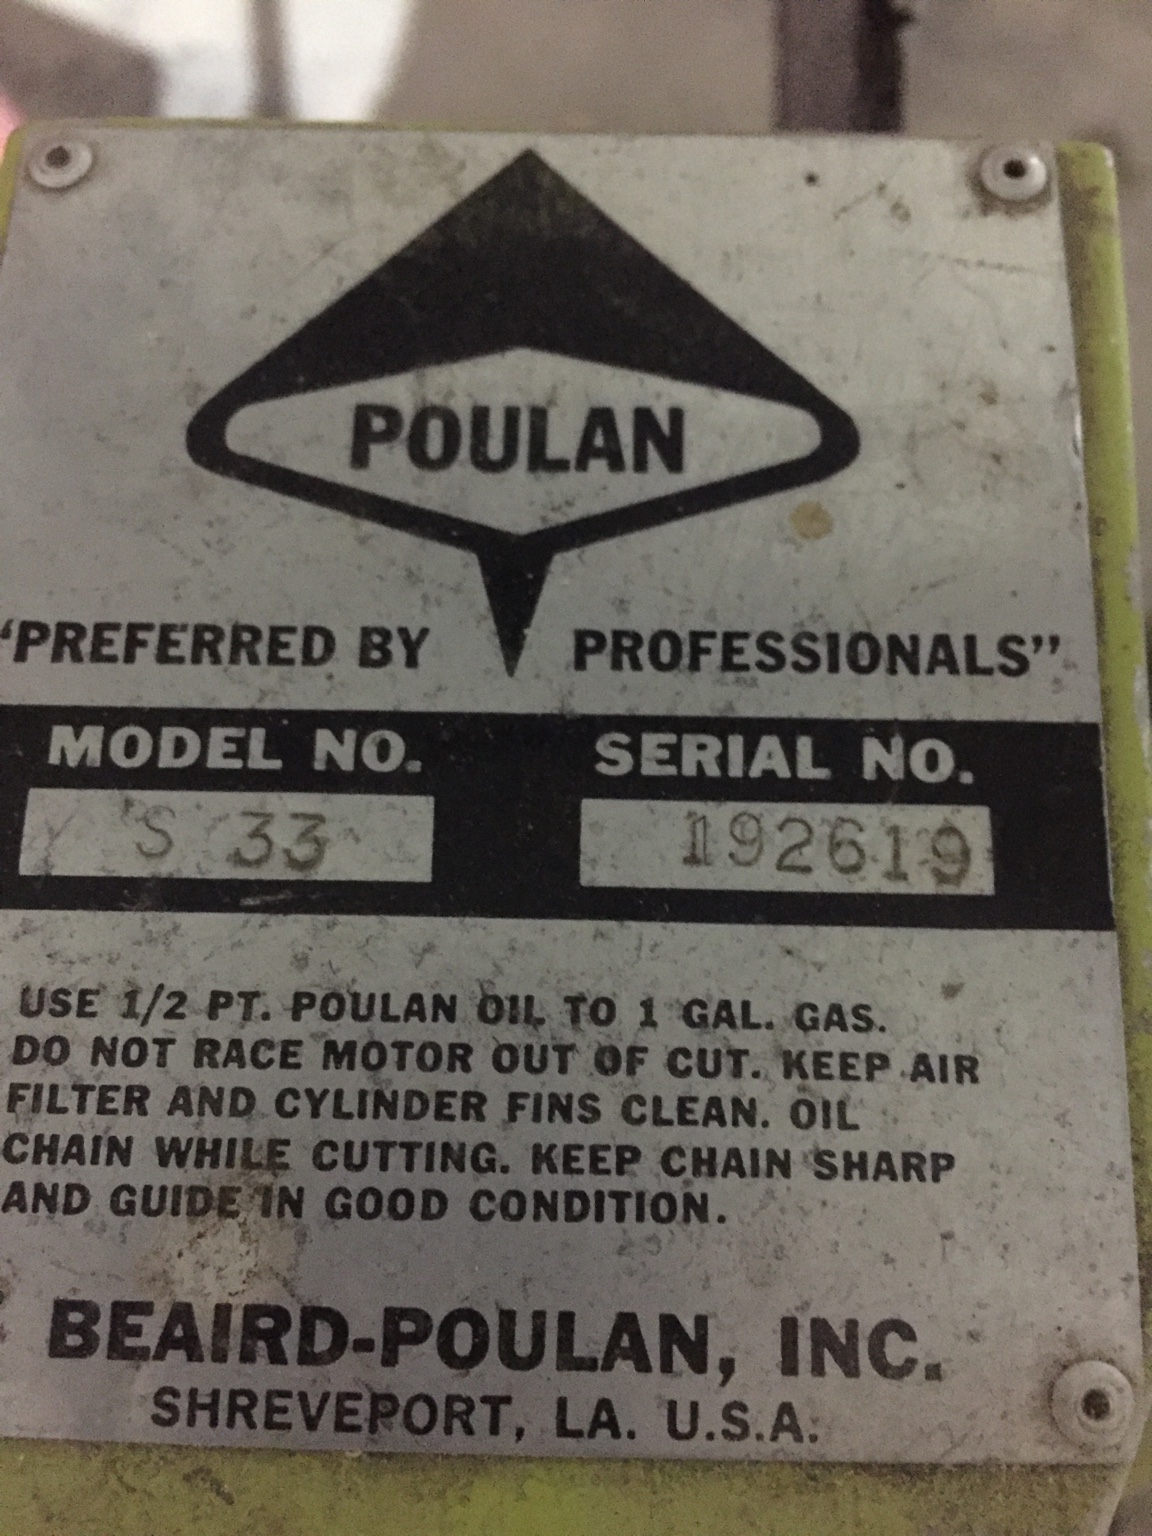 POULAN
‘PREFERRED BY PROFESSIONALS”
MODEL NO. SERIAL NO.
S 33 192619
USE 1/2 PT. POULAN OIL TO 1 GAL. GAS.
DO NOT RACE MOTOR OUT OF CUT. KEEP AIR
FILTER AND CYLINDER FINS CLEAN. OIL
CHAIN WHILE CUTTING. KEEP CHAIN SHARP
AND GUIDE IN GOOD CONDITION.
BEAIRD-POULAN, INC.
SHREVEPORT, LA. U.S.A.